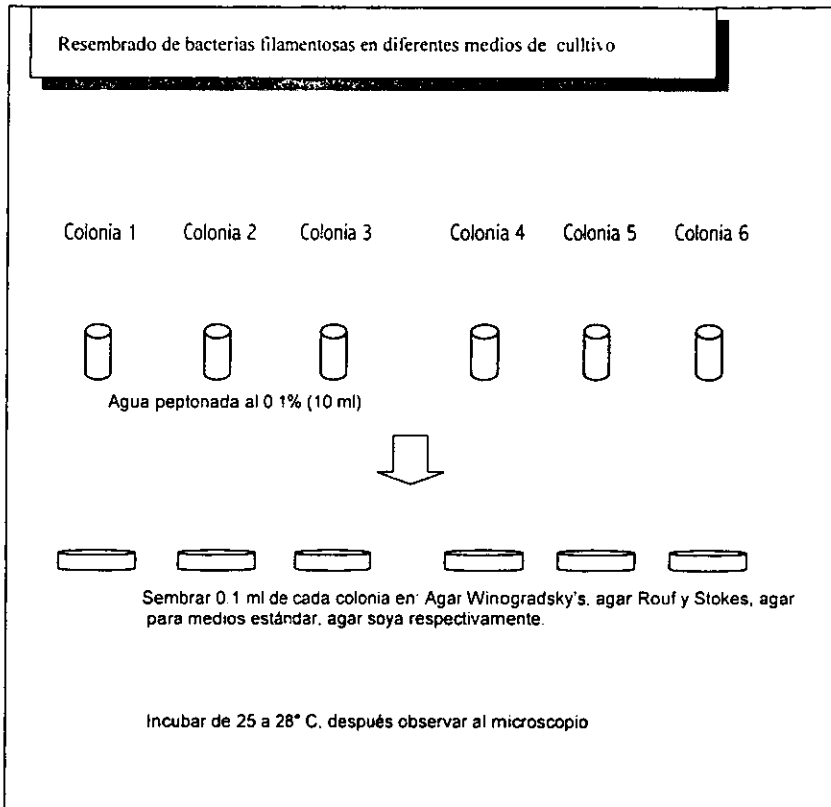 Resembrado de bacterias filamentosas en diferentes medios de culltivo
Colonia 1 Colonia 2 Colonia 3 Colonia 4 Colonia 5 Colonia 6
Agua peptonada al 0 1% (10 ml)
Sembrar 0.1 ml de cada colonia en: Agar Winogradsky's, agar Rouf y Stokes, agar
para medios estándar, agar soya respectivamente.
Incubar de 25 a 28° C, después observar al microscopio